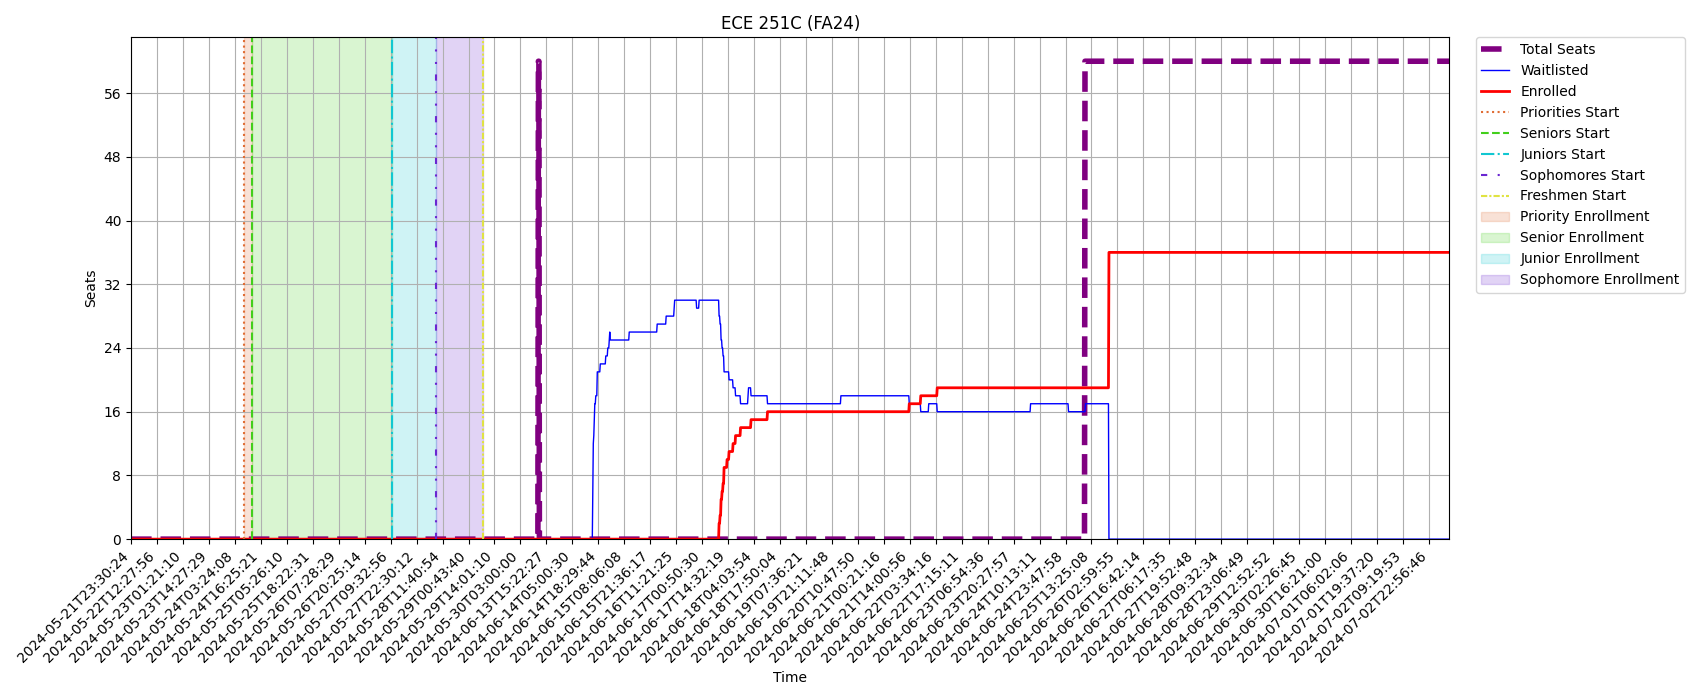 ECE 251C (FA24)
Total Seats
Waitlisted
Enrolled
Priorities Start
Seniors Start
Juniors Start
Sophomores Start
Freshmen Start
Priority Enrollment
Senior Enrollment
Junior Enrollment
Sophomore Enrollment
Seats
56
48
40
32
24
16
8
0
2024-05-21T23:30:24
2024-05-22T12:27:56
2024-05-23T01:21:10
2024-05-23T14:27:29
2024-05-24T03:24:08
2024-05-24T16:25:21
2024-05-25T05:26:10
2024-05-25T18:22:31
2024-05-26T07:28:29
2024-05-26T20:25:14
2024-05-27T09:32:56
2024-05-27T22:30:12
2024-05-28T11:40:54
2024-05-29T00:43:40
2024-05-29T14:01:10
2024-05-30T03:00:00
2024-06-13T15:22:27
2024-06-14T05:00:30
2024-06-14T18:29:44
2024-06-15T08:06:08
2024-06-15T21:36:17
2024-06-16T11:21:25
2024-06-17T00:50:30
2024-06-17T14:32:19
2024-06-18T04:03:54
2024-06-18T17:50:04
2024-06-19T07:36:21
2024-06-19T21:11:48
2024-06-20T10:47:50
2024-06-21T00:21:16
2024-06-21T14:00:56
2024-06-22T03:34:16
2024-06-22T17:15:11
2024-06-23T06:54:36
2024-06-23T20:27:57
2024-06-24T10:13:11
2024-06-24T23:47:58
2024-06-25T13:25:08
2024-06-26T02:59:55
2024-06-26T16:42:14
2024-06-27T06:17:35
2024-06-27T19:52:48
2024-06-28T09:32:34
2024-06-28T23:06:49
2024-06-29T12:52:52
2024-06-30T02:26:45
2024-06-30T16:21:00
2024-07-01T06:02:06
2024-07-01T19:37:20
2024-07-02T09:19:53
2024-07-02T22:56:46
Time